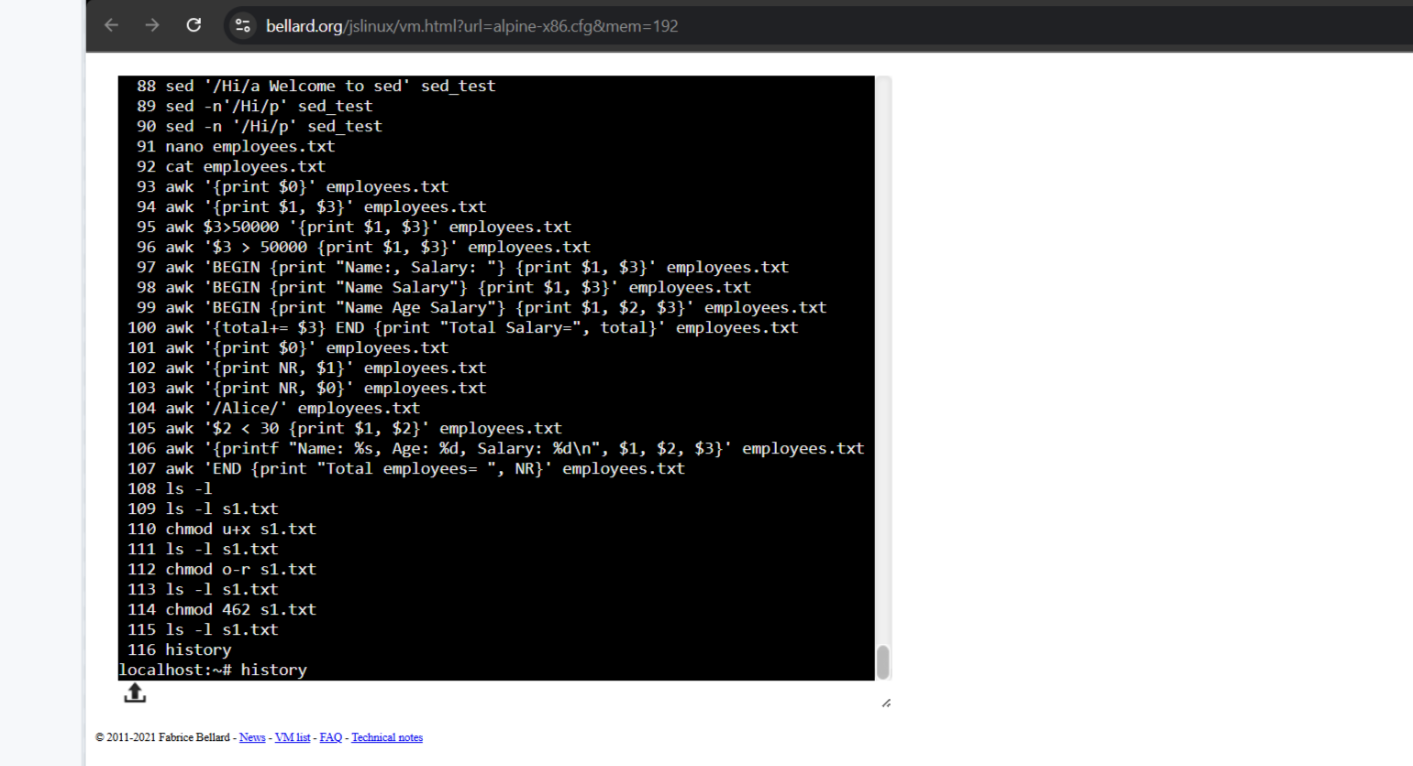 bellard.org/jslinux/vm.html?url=alpine-x86.cfg&mem=192
88 sed '/Hi/a Welcome to sed' sed_test
89 sed -n'/Hi/p' sed_test
90 sed -n '/Hi/p' sed_test
91 nano employees.txt
92 cat employees.txt
93 awk '{print $0}' employees.txt
94 awk '{print $1, $3}' employees.txt
95 awk $3>50000 '{print $1, $3}' employees.txt
96 awk '$3 > 50000 {print $1, $3}' employees.txt
97 awk 'BEGIN {print "Name:, Salary: "} {print $1, $3}' employees.txt
98 awk 'BEGIN {print "Name Salary"} {print $1, $3}' employees.txt
99 awk 'BEGIN {print "Name Age Salary"} {print $1, $2, $3}' employees.txt
100 awk '{total+= $3} END {print "Total Salary=", total}' employees.txt
101 awk '{print $0}' employees.txt
102 awk '{print NR, $1}' employees.txt
103 awk '{print NR, $0}' employees.txt
104 awk '/Alice/' employees.txt
105 awk '$2 < 30 {print $1, $2}' employees.txt
106 awk '{printf "Name: %s, Age: %d, Salary: %d\n", $1, $2, $3}' employees.txt
107 awk 'END {print "Total employees= ", NR}' employees.txt
108 ls -l
109 ls -l s1.txt
110 chmod u+x s1.txt
111 ls -l s1.txt
112 chmod o-r s1.txt
113 ls -l s1.txt
114 chmod 462 s1.txt
115 ls -l s1.txt
116 history
localhost:~# history
© 2011-2021 Fabrice Bellard - News - VM list - FAQ - Technical notes